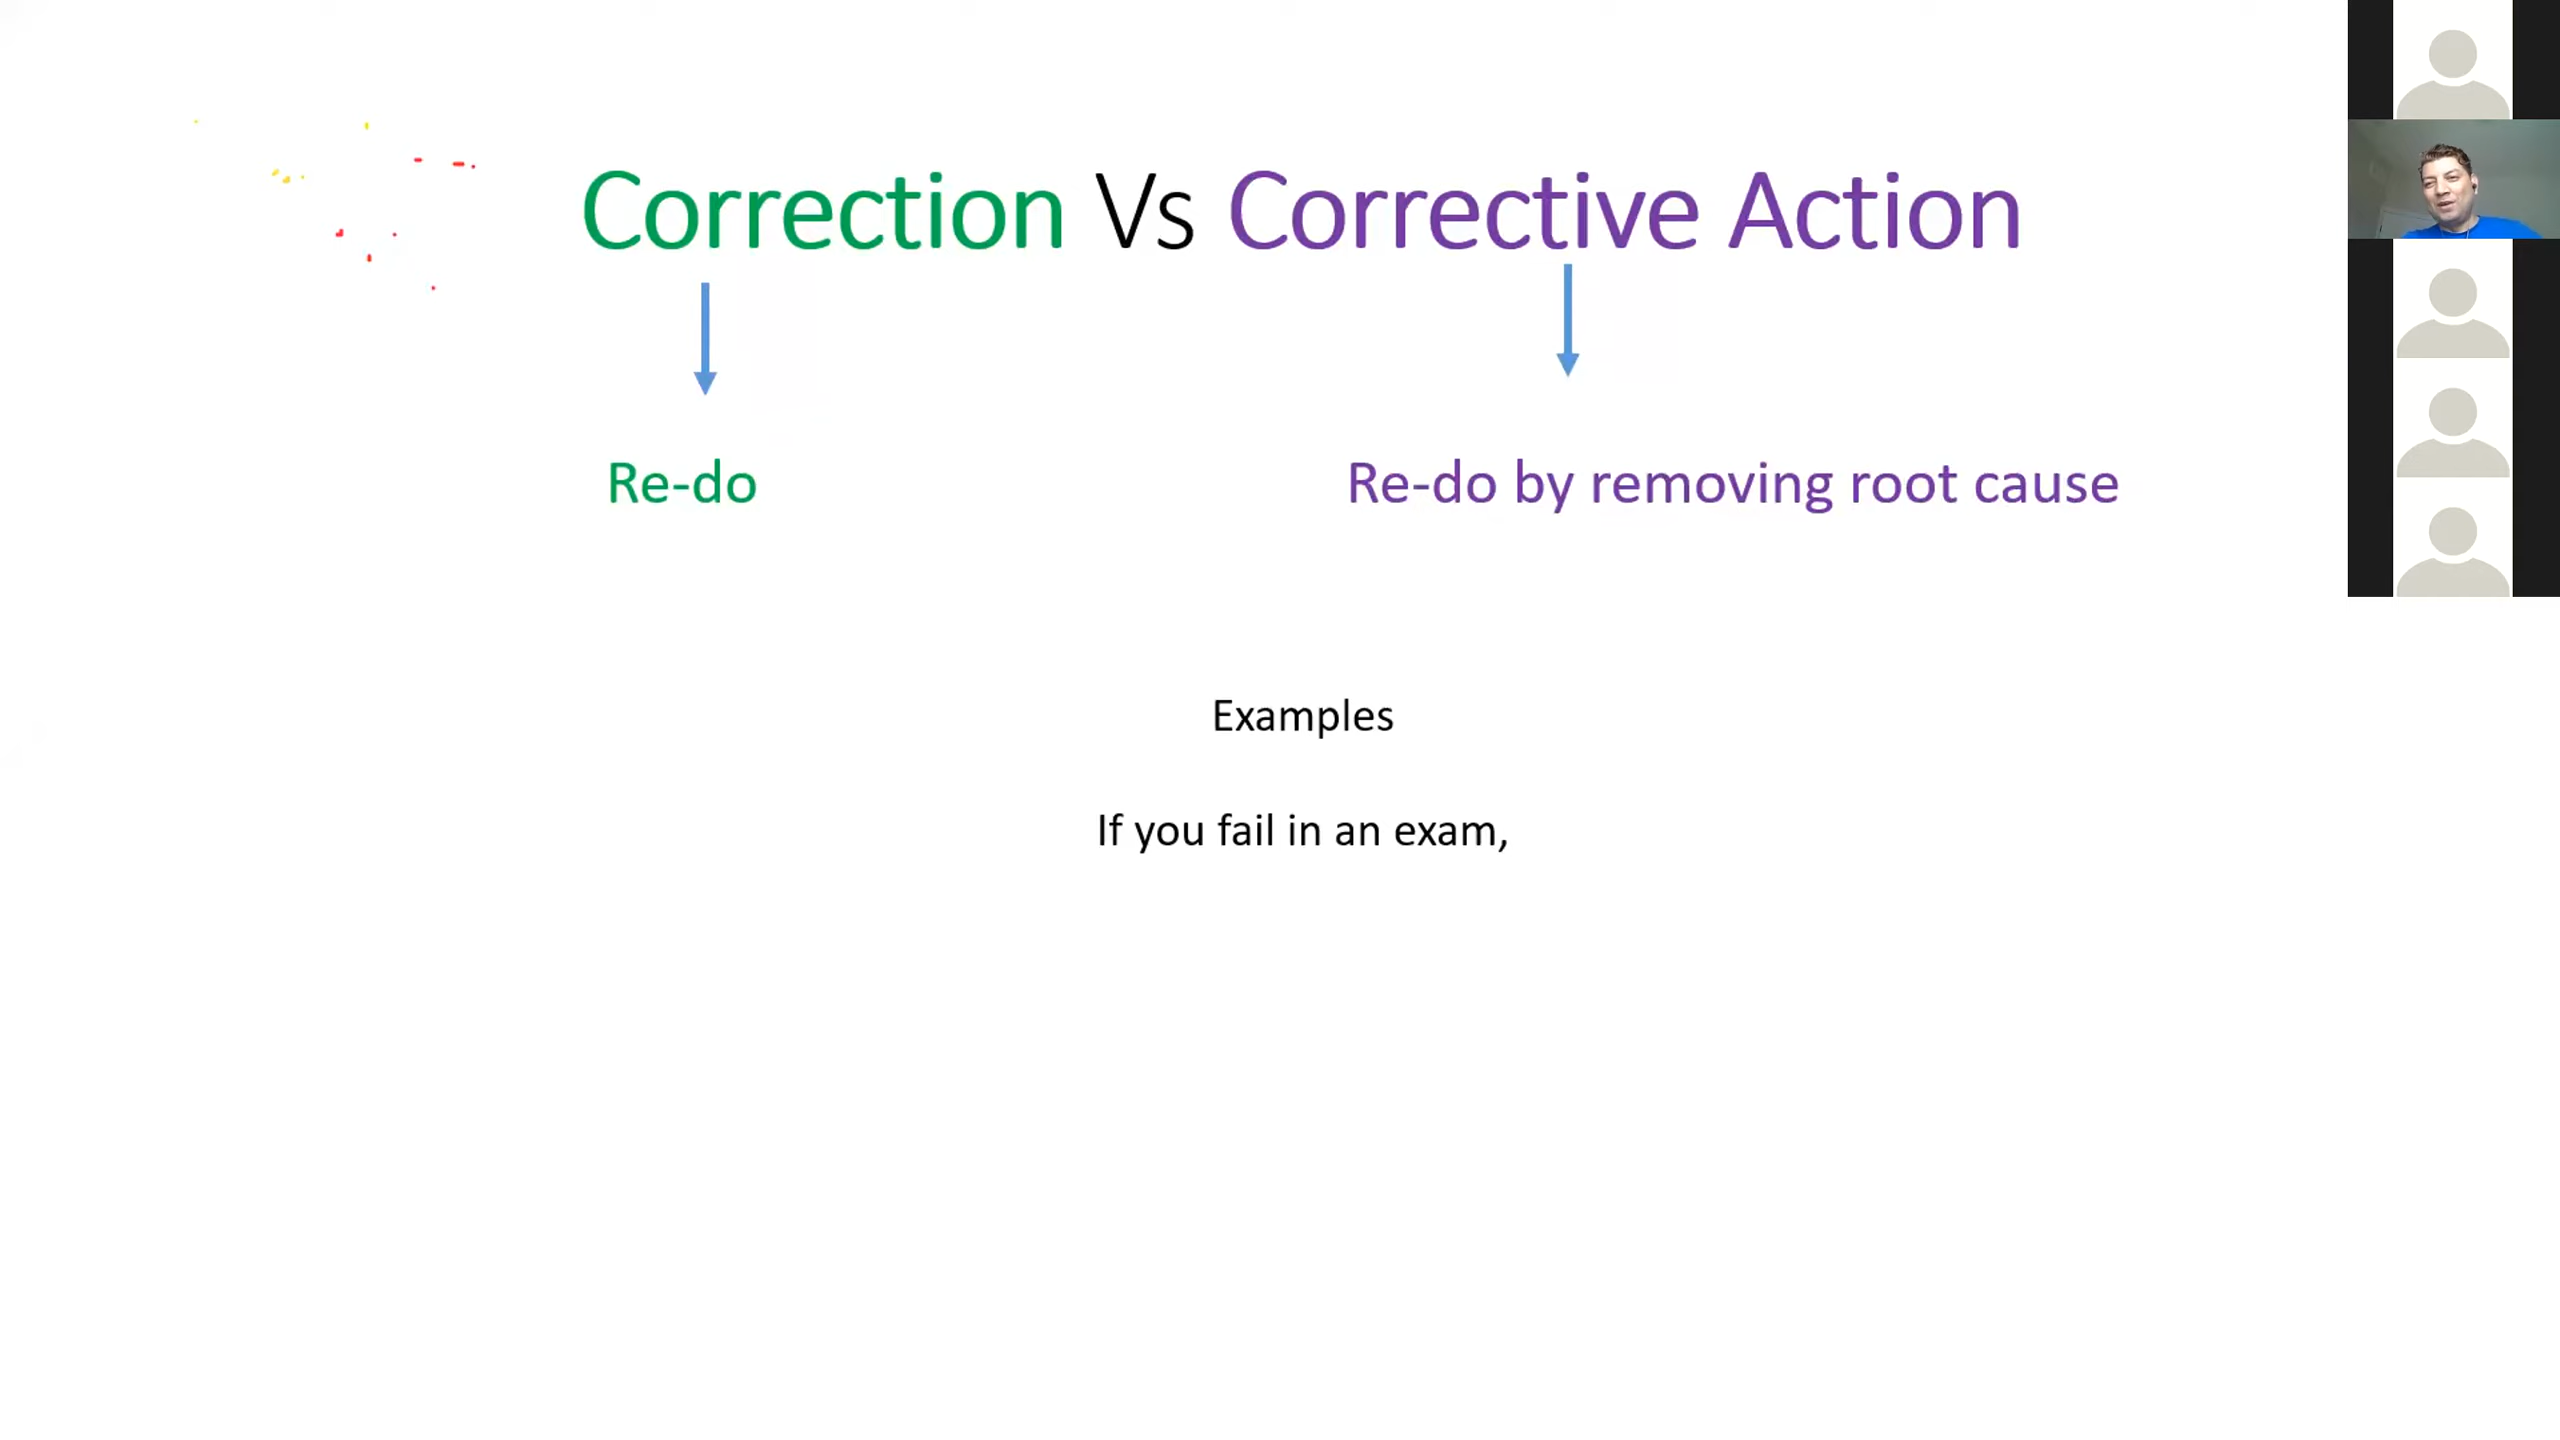 Correction Vs Corrective Action
Re-do
Re-do by removing root cause
Examples
If you fail in an exam,